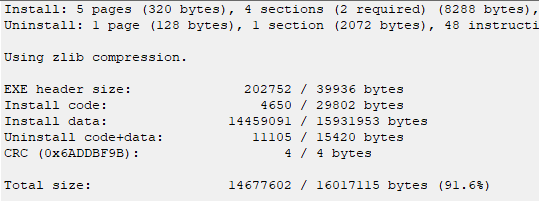 Install: 5 pages (320 bytes), 4 sections (2 required) (8288 bytes),
Uninstall: 1 page (128 bytes), 1 section (2072 bytes), 48 instructi
Using zlib compression.
EXE header size: 202752 / 39936 bytes
Install code: 4650 / 29802 bytes
Install data: 14459091 / 15931953 bytes
Uninstall code+data: 11105 / 15420 bytes
CRC (0x6ADDBF9B): 4 / 4 bytes
Total size: 14677602 / 16017115 bytes (91.6%)